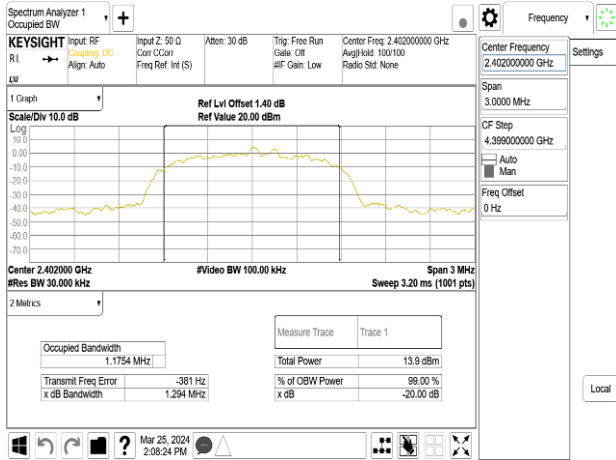 Spectrum Analyzer 1
Occupied BW
+
Frequency
KEYSIGHT
Input: RF
Input Z: 50 Ω
Atten: 30 dB
Trig: Free Run
Center Freq: 2.402000000 GHz
RL
Coupling: DC
Corr CCorr
Gate: Off
Avg|Hold: 100/100
Align: Auto
Freq Ref: Int (S)
#IF Gain: Low
Radio Std: None
Center Frequency
2.402000000 GHz
Settings
Span
3.0000 MHz
CF Step
4.399000000 GHz
Auto
Man
Freq Offset
0 Hz
Local
1 Graph
Scale/Div 10.0 dB
Ref Lvl Offset 1.40 dB
Ref Value 20.00 dBm
Log
10.0
0.00
-10.0
-20.0
-30.0
-40.0
-50.0
-60.0
-70.0
Center 2.402000 GHz
#Video BW 100.00 kHz
Span 3 MHz
#Res BW 30.000 kHz
Sweep 3.20 ms (1001 pts)
2 Metrics
Measure Trace
Trace 1
Occupied Bandwidth
1.1754 MHz
Total Power
13.9 dBm
Transmit Freq Error
-381 Hz
% of OBW Power
99.00 %
x dB Bandwidth
1.294 MHz
x dB
-20.00 dB
?
Mar 25, 2024
2:08:24 PM